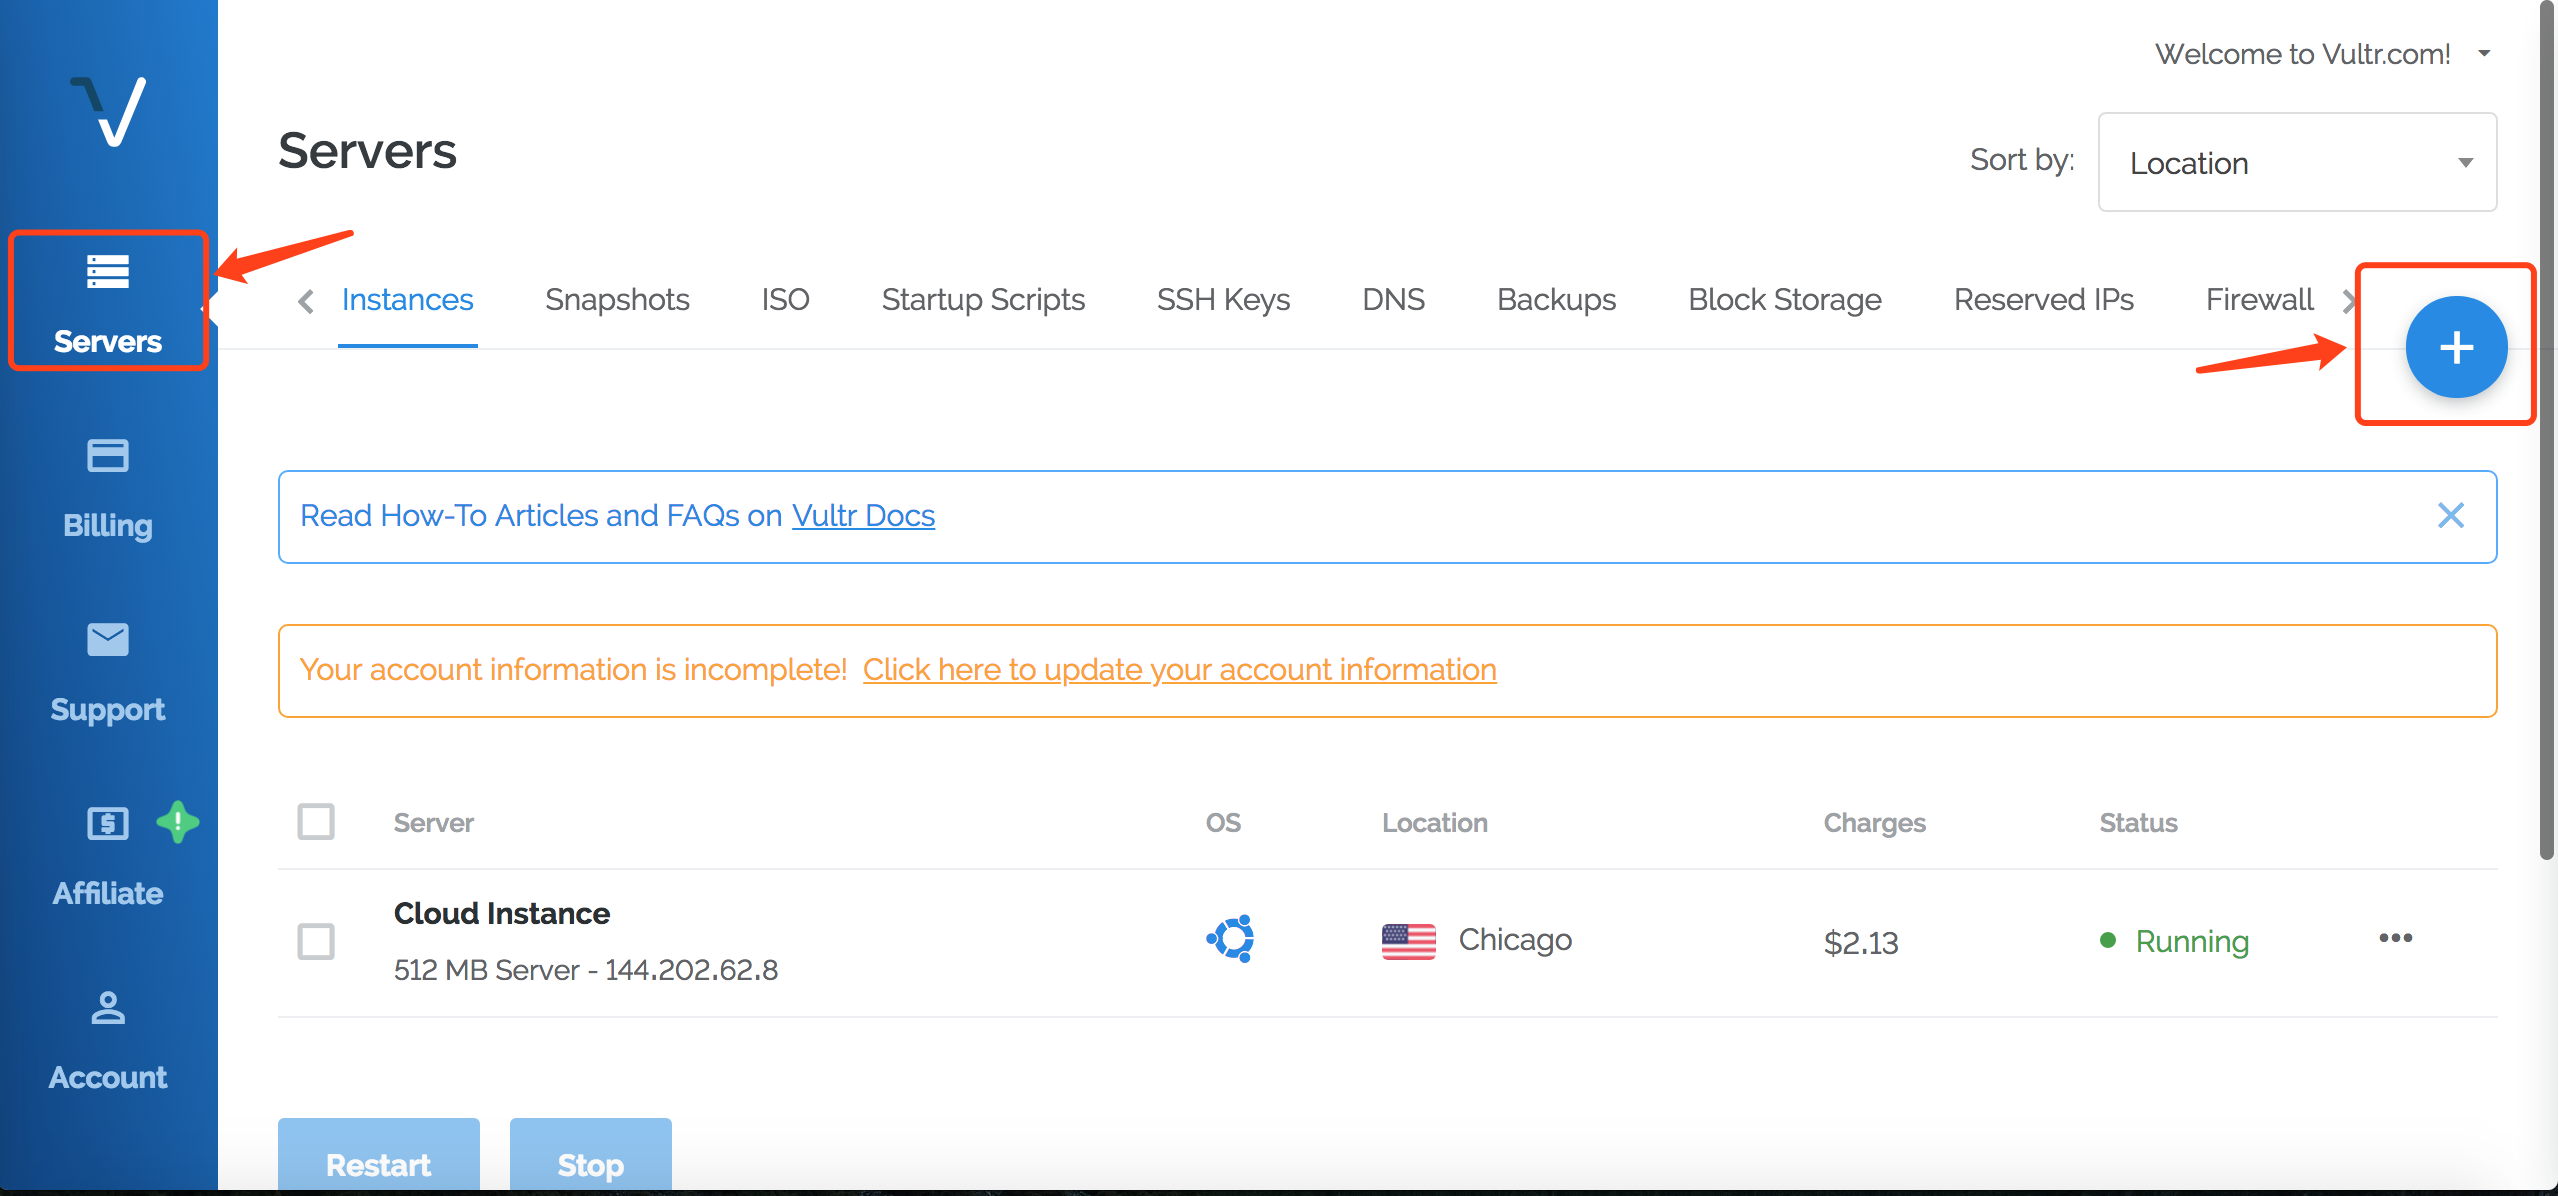 Welcome to Vultr.com!
Servers
Sort by:
Location
Servers
Instances
Snapshots
ISO
Startup Scripts
SSH Keys
DNS
Backups
Block Storage
Reserved IPs
Firewall
+
Billing
Read How-To Articles and FAQs on Vultr Docs
Support
Your account information is incomplete! Click here to update your account information
Affiliate
Account
Server
OS
Location
Charges
Status
Cloud Instance
512 MB Server - 144.202.62.8
Chicago
$2.13
Running
Restart
Stop